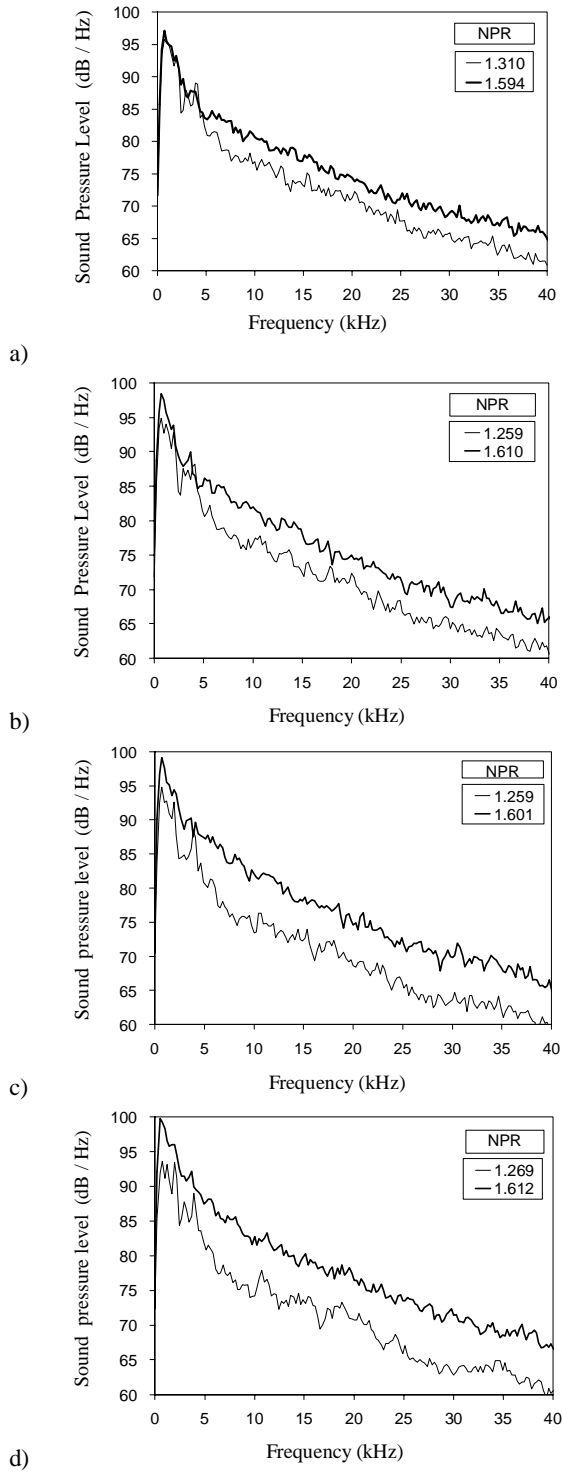 100
95
90
85
80
75
70
65
60
Sound Pressure Level (dB / Hz)
NPR
1.310
1.594
0 5 10 15 20 25 30 35 40
Frequency (kHz)
a)
100
95
90
85
80
75
70
65
60
Sound Pressure Level (dB / Hz)
NPR
1.259
1.610
0 5 10 15 20 25 30 35 40
Frequency (kHz)
b)
100
95
90
85
80
75
70
65
60
Sound pressure level (dB / Hz)
NPR
1.259
1.601
0 5 10 15 20 25 30 35 40
Frequency (kHz)
c)
100
95
90
85
80
75
70
65
60
Sound pressure level (dB / Hz)
NPR
1.269
1.612
0 5 10 15 20 25 30 35 40
Frequency (kHz)
d)